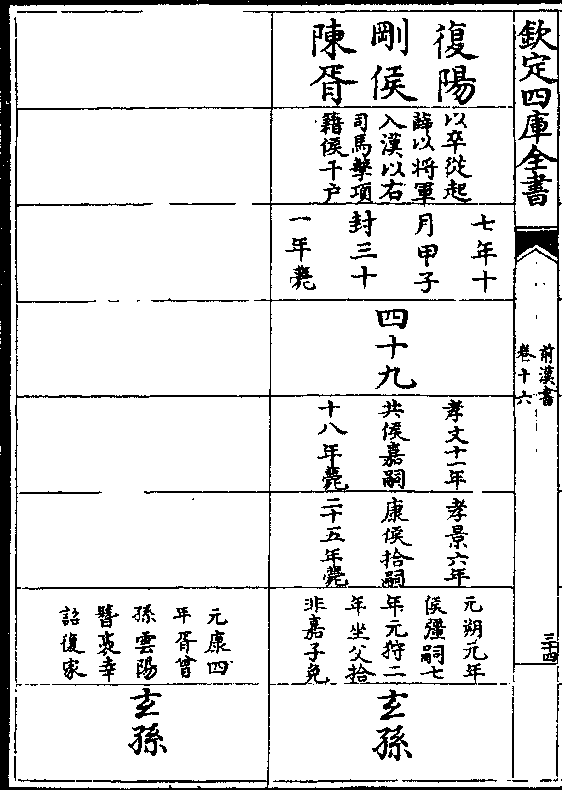 欽定四庫全書
前漢書
卷十六
三十四
復陽
剛侯
陳胥
以卒從起
薛以將軍
入漢以右
司馬擊項
籍侯千户
七年十
月甲子
封三十
一年薨
四十九
孝文十一年
共侯嘉嗣
十八年薨
孝景六年
康侯拾嗣
二十五年薨
元朔元年
侯彊嗣七
年元狩二
年坐父拾
非嘉子免
玄孫
元康四
年胥曾
孫雲陽
簪褭幸
詔復家
玄孫